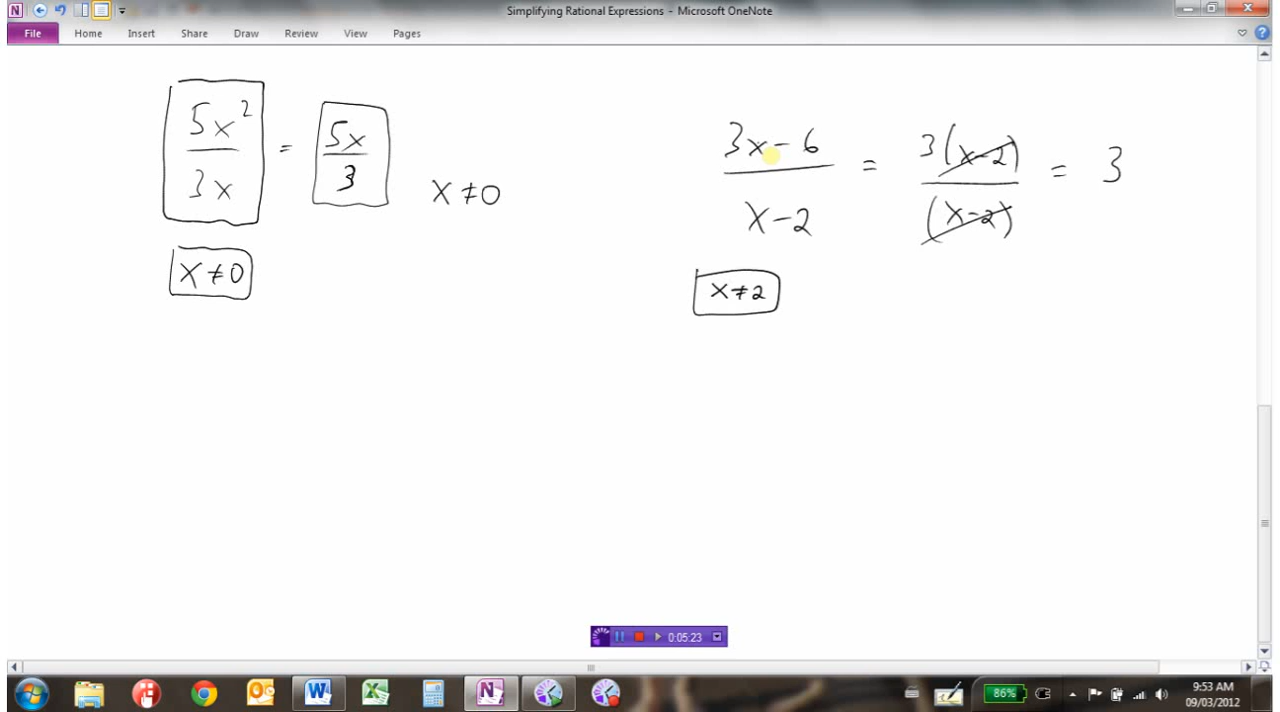 Simplifying Rational Expressions - Microsoft OneNote
File Home Insert Share Draw Review View Pages
5x²/3x = 5x/3 x≠0
x≠0
3x-6/x-2 = 3(x-2)/(x-2) = 3
x≠2
0:05:23
86%
9:53 AM
09/03/2012